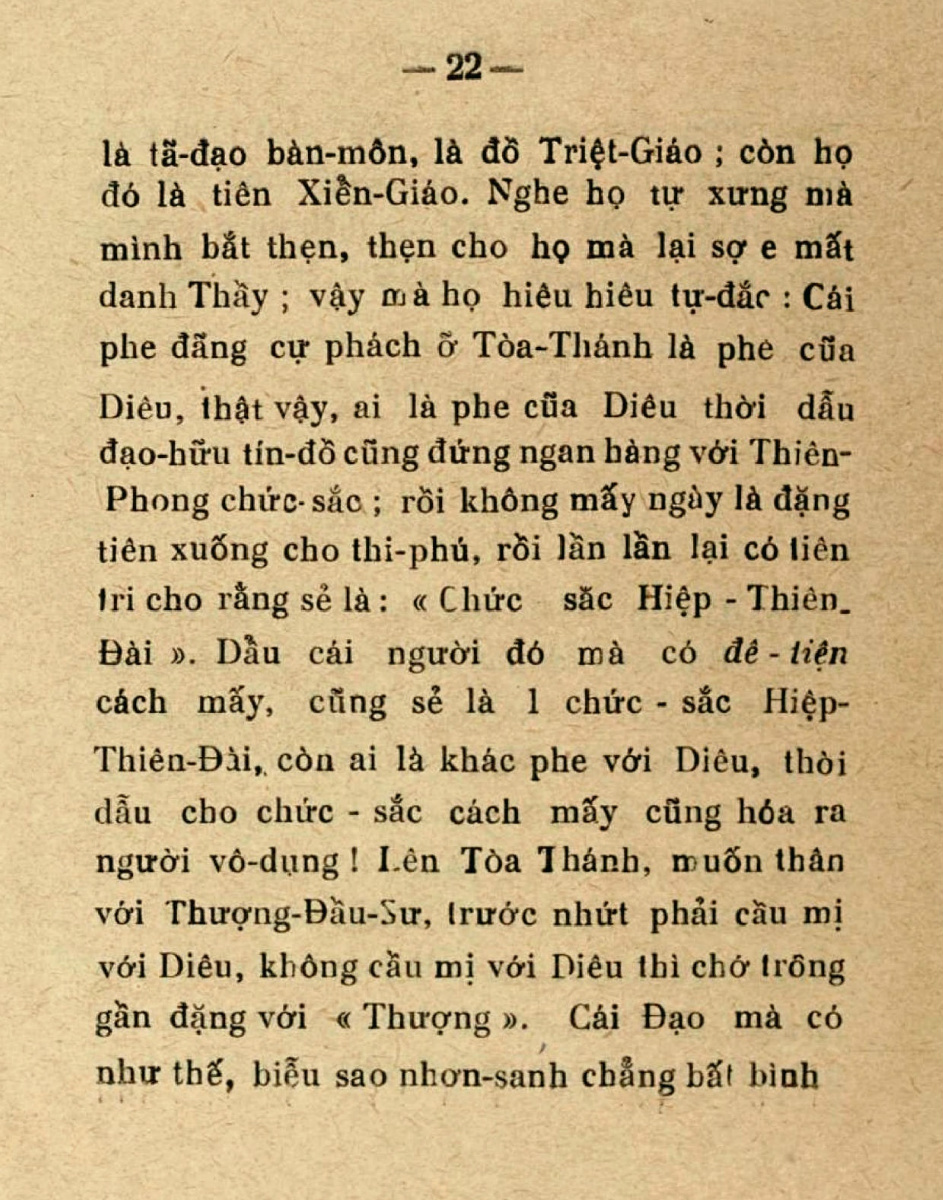 — 22 —
là tã-đạo bàn-môn, là đồ Triệt-Giáo ; còn họ
đó là tiên Xiển-Giáo. Nghe họ tự xưng mà
mình bắt thẹn, thẹn cho họ mà lại sợ e mất
danh Thầy ; vậy mà họ hiêu hiêu tự-đắc : Cái
phe đẫng cự phách ỡ Tòa-Thánh là phe cũa
Diêu, thật vậy, ai là phe cũa Diêu thời dẫu
đạo-hữu tín-đồ cũng đứng ngan hàng với Thiên-
Phong chức-sắc ; rồi không mấy ngày là đặng
tiên xuống cho thi-phú, rồi lần lần lại có tiên
tri cho rằng sẻ là : « Chức sắc Hiệp - Thiên-
Đài ». Dầu cái người đó mà có đê - tiện
cách mấy, cũng sẻ là 1 chức - sắc Hiệp-
Thiên-Đài, còn ai là khác phe với Diêu, thời
dẫu cho chức - sắc cách mấy cũng hóa ra
người vô-dụng ! Lên Tòa Thánh, muốn thân
với Thượng-Đầu-Sư, trước nhứt phải cầu mị
với Diêu, không cầu mị với Diêu thì chớ trông
gần đặng với « Thượng ». Cái Đạo mà có
như thế, biễu sao nhơn-sanh chẳng bất bình